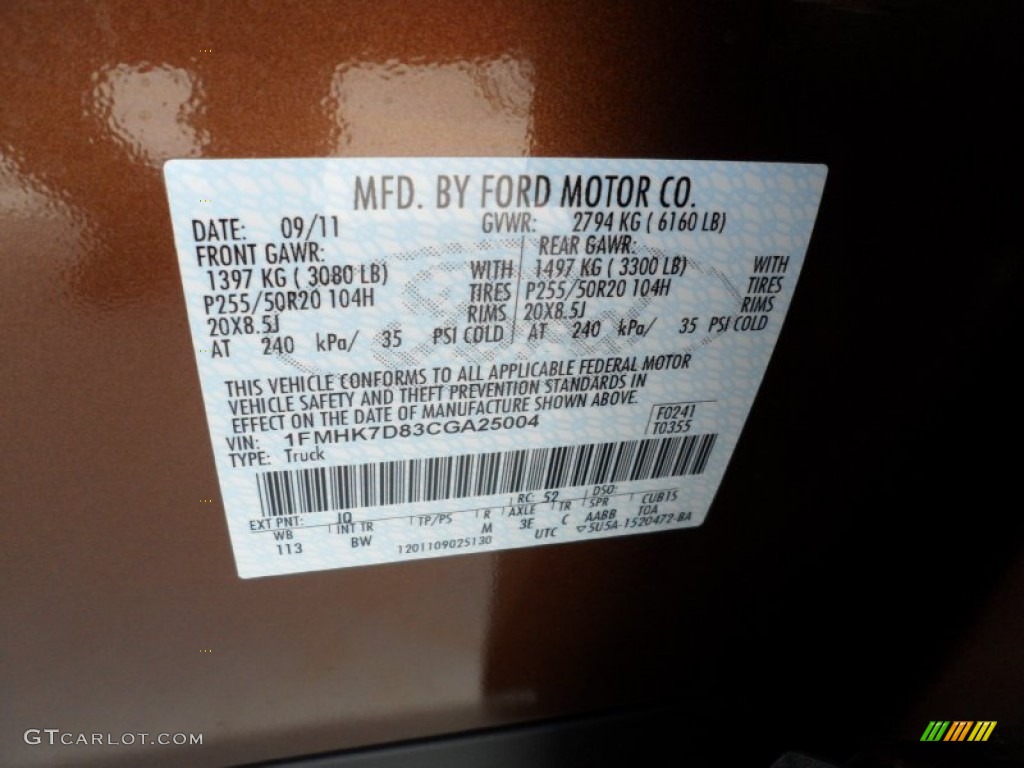 MFD. BY FORD MOTOR CO.
DATE: 09/11 GVWR: 2794 KG ( 6160 LB)
FRONT GAWR: REAR GAWR:
1397 KG ( 3080 LB) WITH 1497 KG ( 3300 LB) WITH
P255/50R20 104H TIRES P255/50R20 104H TIRES
20X8.5J RIMS 20X8.5J RIMS
AT 240 kPa/ 35 PSI COLD AT 240 kPa/ 35 PSI COLD
THIS VEHICLE CONFORMS TO ALL APPLICABLE FEDERAL MOTOR
VEHICLE SAFETY AND THEFT PREVENTION STANDARDS IN
EFFECT ON THE DATE OF MANUFACTURE SHOWN ABOVE.
VIN: 1FMHK7D83CGA25004 F0241
TYPE: Truck T0355
EXT PNT: JQ RC: 52 DSO:
WB INT TR TP/PS R AXLE TR SPR CUB15
113 BW M 3E C AABB TOA
1201109025130 UTC 5U5A-1520472-BA
GTCARLOT.COM